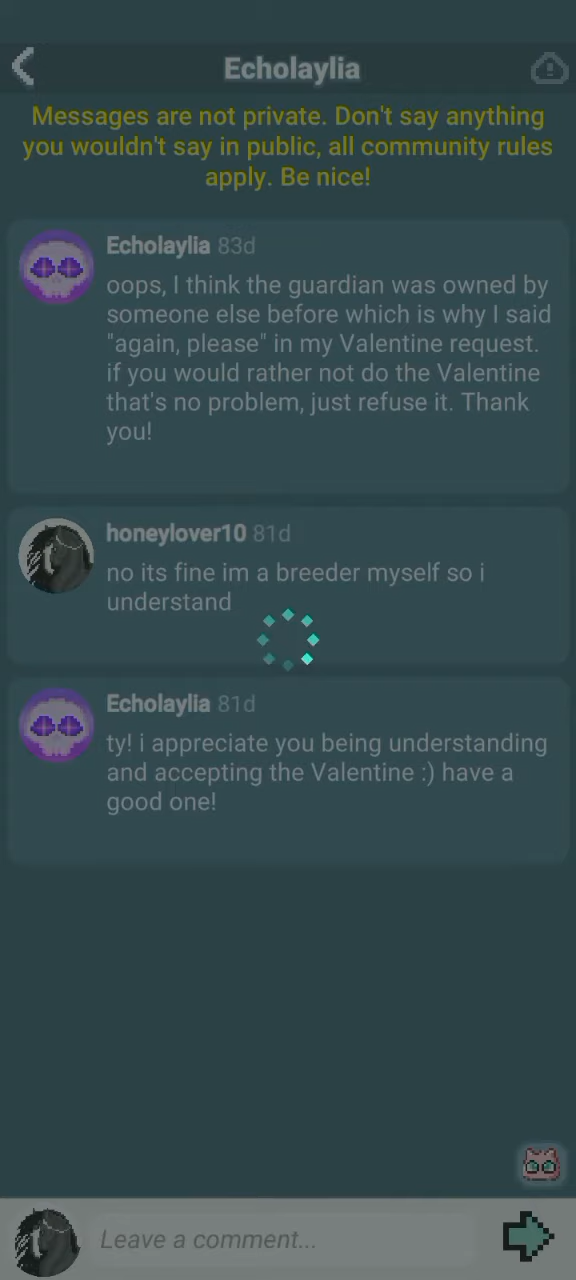 Echolaylia
Messages are not private. Don't say anything
you wouldn't say in public, all community rules
apply. Be nice!
Echolaylia 83d
oops, I think the guardian was owned by
someone else before which is why I said
"again, please" in my Valentine request.
if you would rather not do the Valentine
that's no problem, just refuse it. Thank
you!
honeylover10 81d
no its fine im a breeder myself so i
understand
Echolaylia 81d
ty! i appreciate you being understanding
and accepting the Valentine :) have a
good one!
Leave a comment...